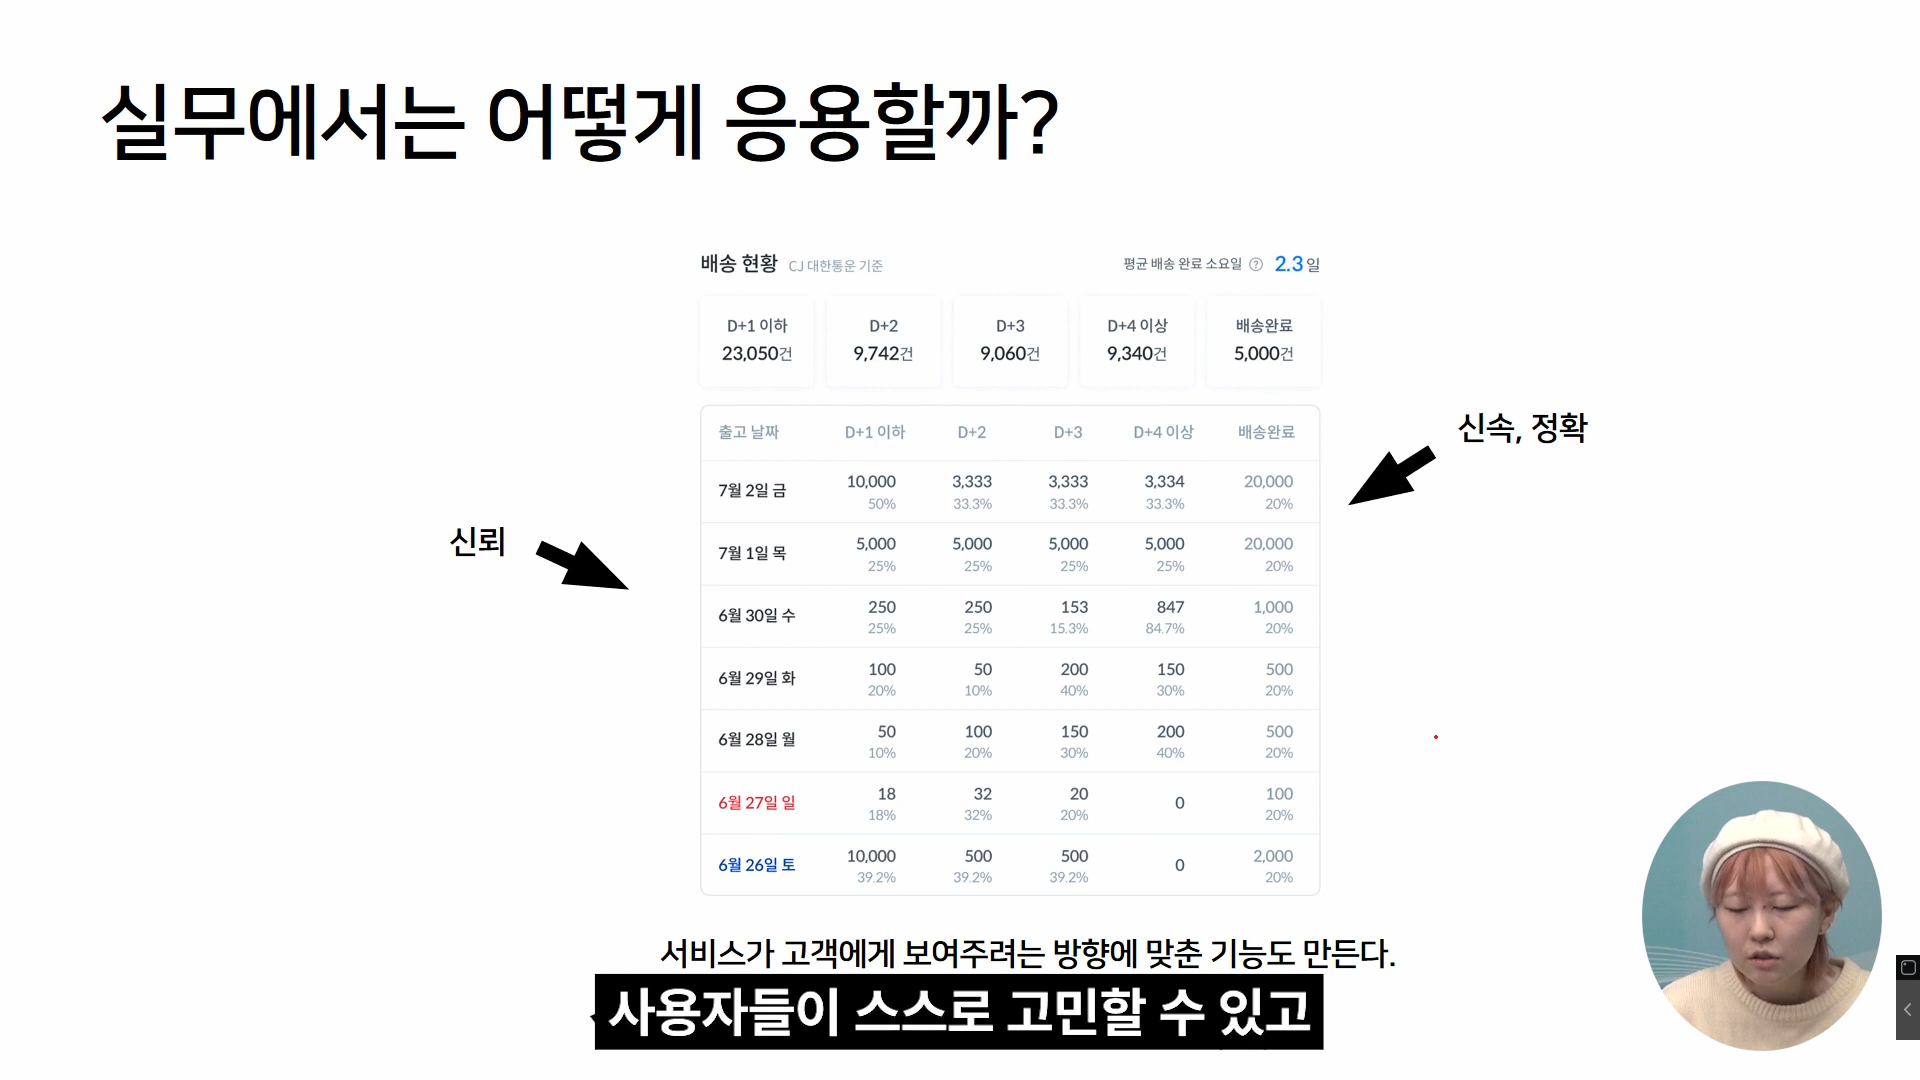 실무에서는 어떻게 응용할까?
배송 현황 CJ 대한통운 기준 평균 배송 완료 소요일 ? 2.3일
D+1 이하 D+2 D+3 D+4 이상 배송완료
23,050건 9,742건 9,060건 9,340건 5,000건
출고 날짜 D+1 이하 D+2 D+3 D+4 이상 배송완료
신속, 정확
7월 2일 금 10,000 3,333 3,333 3,334 20,000
50% 33.3% 33.3% 33.3% 20%
신뢰
7월 1일 목 5,000 5,000 5,000 5,000 20,000
25% 25% 25% 25% 20%
6월 30일 수 250 250 153 847 1,000
25% 25% 15.3% 84.7% 20%
6월 29일 화 100 50 200 150 500
20% 10% 40% 30% 20%
6월 28일 월 50 100 150 200 500
10% 20% 30% 40% 20%
6월 27일 일 18 32 20 0 100
18% 32% 20% 20%
6월 26일 토 10,000 500 500 0 2,000
39.2% 39.2% 39.2% 20%
서비스가 고객에게 보여주려는 방향에 맞춘 기능도 만든다.
사용자들이 스스로 고민할 수 있고